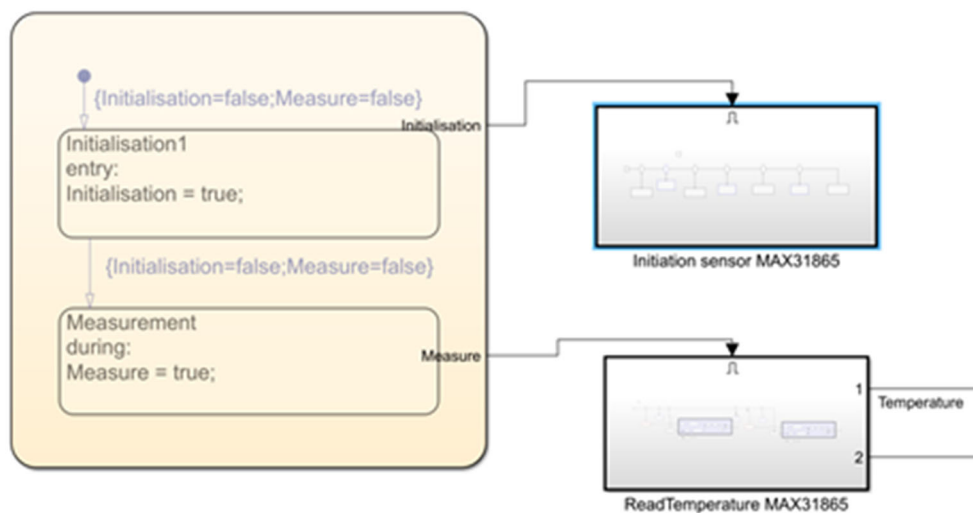 {Initialisation=false;Measure=false}
Initialisation
Initialisation1
entry:
Initialisation = true;
{Initialisation=false;Measure=false}
Measurement
during:
Measure = true;
Measure
Initiation sensor MAX31865
1
Temperature
2
ReadTemperature MAX31865